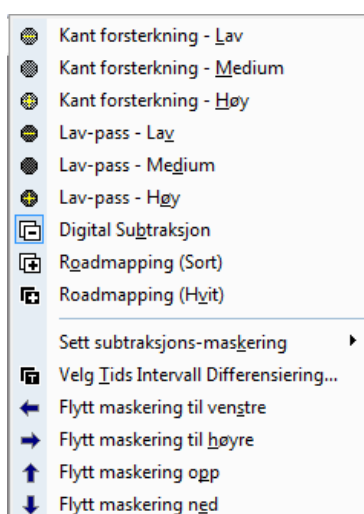 Kant forsterkning - Lav
Kant forsterkning - Medium
Kant forsterkning - Høy
Lav-pass - Lav
Lav-pass - Medium
Lav-pass - Høy
Digital Subtraksjon
Roadmapping (Sort)
Roadmapping (Hvit)
Sett subtraksjons-maskering
Velg Tids Intervall Differensiering...
Flytt maskering til venstre
Flytt maskering til høyre
Flytt maskering opp
Flytt maskering ned